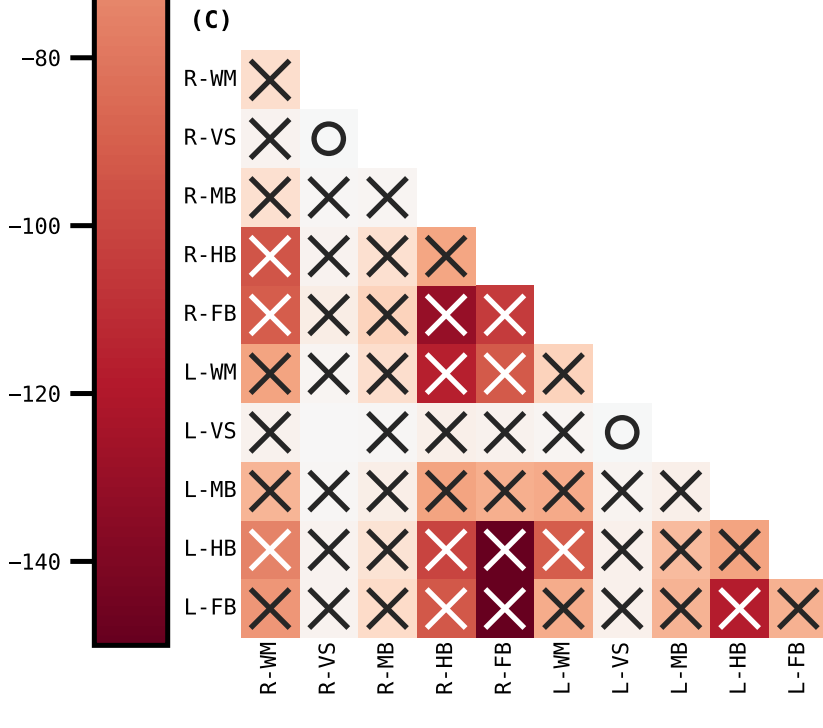 (C)
−80
−100
−120
−140
R-WM
R-VS
R-MB
R-HB
R-FB
L-WM
L-VS
L-MB
L-HB
L-FB
R-WM
R-VS
R-MB
R-HB
R-FB
L-WM
L-VS
L-MB
L-HB
L-FB